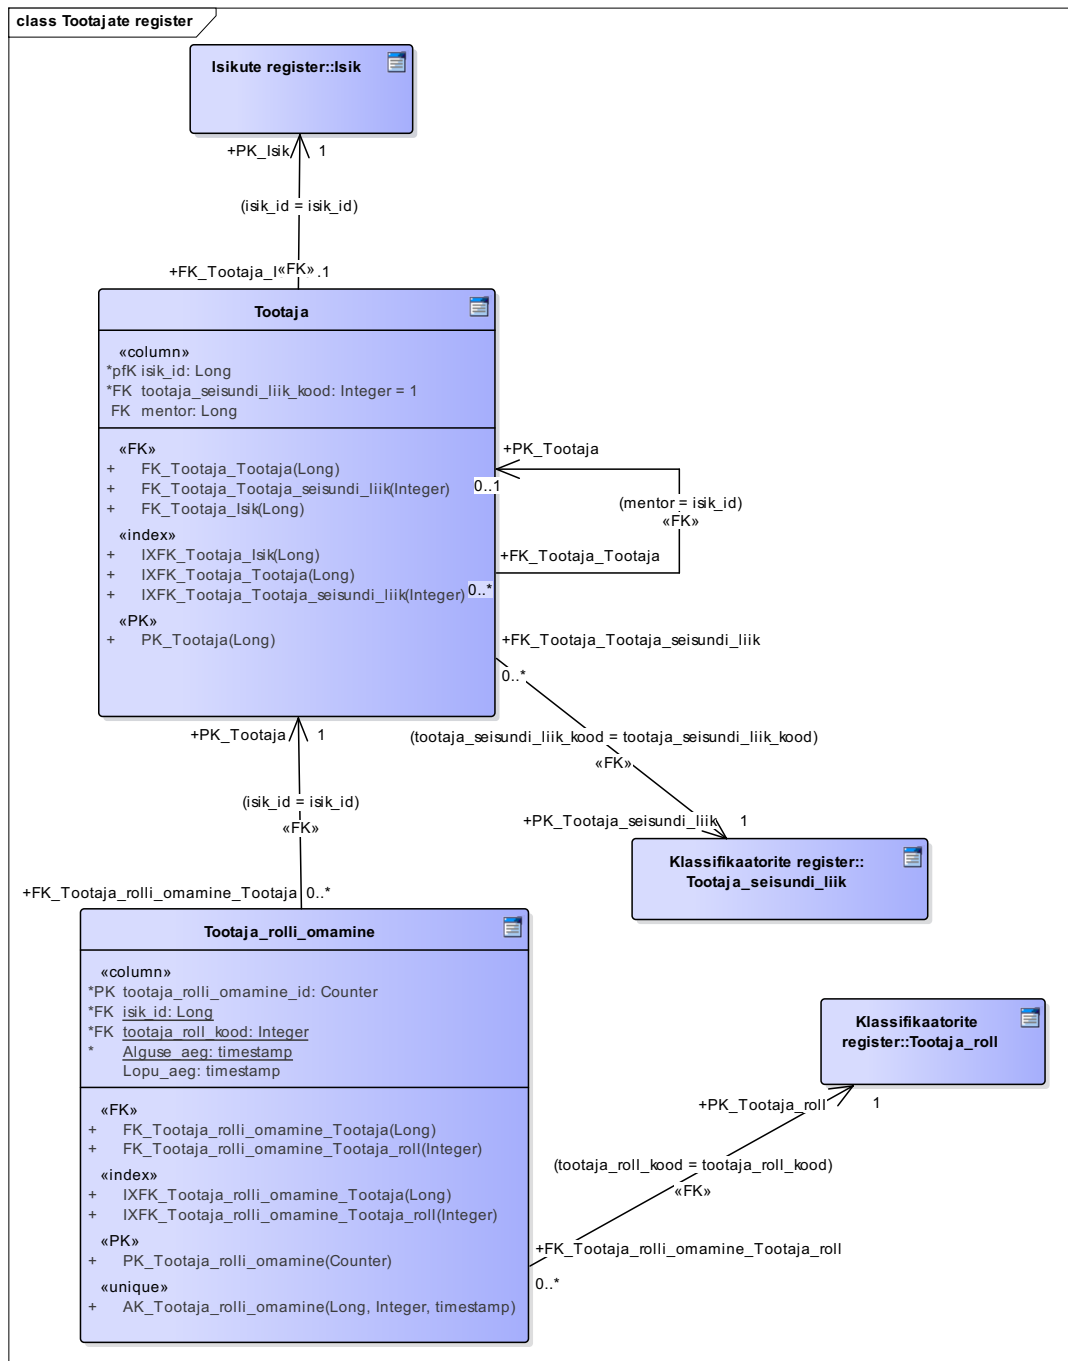 class Tootajate register
Isikute register::Isik
+PK_Isik 1
(isik_id = isik_id)
+FK_Tootaja_I «FK» .1
Tootaja
«column»
*pfK isik_id: Long
*FK tootaja_seisundi_liik_kood: Integer = 1
FK mentor: Long
«FK»
+ FK_Tootaja_Tootaja(Long)
+ FK_Tootaja_Tootaja_seisundi_liik(Integer)
+ FK_Tootaja_Isik(Long)
«index»
+ IXFK_Tootaja_Isik(Long)
+ IXFK_Tootaja_Tootaja(Long)
+ IXFK_Tootaja_Tootaja_seisundi_liik(Integer)
«PK»
+ PK_Tootaja(Long)
+PK_Tootaja
0..1
(mentor = isik_id)
«FK»
+FK_Tootaja_Tootaja
0..*
+FK_Tootaja_Tootaja_seisundi_liik
0..*
(tootaja_seisundi_liik_kood = tootaja_seisundi_liik_kood)
«FK»
+PK_Tootaja_seisundi_liik 1
Klassifikaatorite register::
Tootaja_seisundi_liik
+PK_Tootaja 1
(isik_id = isik_id)
«FK»
+FK_Tootaja_rolli_omamine_Tootaja 0..*
Tootaja_rolli_omamine
«column»
*PK tootaja_rolli_omamine_id: Counter
*FK isik_id: Long
*FK tootaja_roll_kood: Integer
* Alguse_aeg: timestamp
Lopu_aeg: timestamp
«FK»
+ FK_Tootaja_rolli_omamine_Tootaja(Long)
+ FK_Tootaja_rolli_omamine_Tootaja_roll(Integer)
«index»
+ IXFK_Tootaja_rolli_omamine_Tootaja(Long)
+ IXFK_Tootaja_rolli_omamine_Tootaja_roll(Integer)
«PK»
+ PK_Tootaja_rolli_omamine(Counter)
«unique»
+ AK_Tootaja_rolli_omamine(Long, Integer, timestamp)
Klassifikaatorite
register::Tootaja_roll
+PK_Tootaja_roll 1
(tootaja_roll_kood = tootaja_roll_kood)
«FK»
+FK_Tootaja_rolli_omamine_Tootaja_roll
0..*